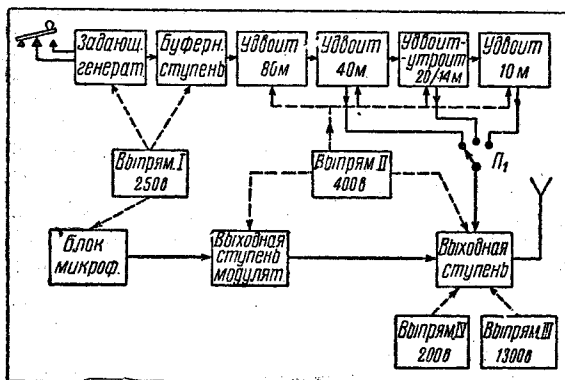 Задающ.
генерат.
Буферн.
ступень
Удвоит
80м
Удвоит
40м.
Удвоит-
утроит
20/14м
Удвоит
10м
П₁
Выпрям. I
250в
Выпрям II
400в
Блок
микроф.
Выходная
ступень
модулят.
Выходная
ступень
Выпрям IV
200в
Выпрям. III
1300в